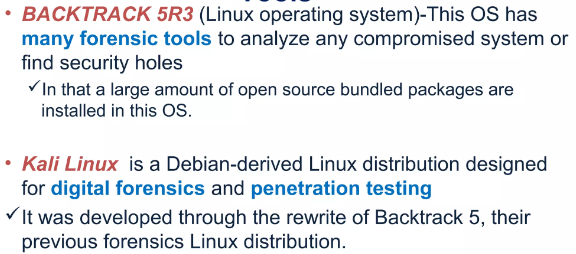 • BACKTRACK 5R3 (Linux operating system)-This OS has
many forensic tools to analyze any compromised system or
find security holes
✓In that a large amount of open source bundled packages are
installed in this OS.
• Kali Linux is a Debian-derived Linux distribution designed
for digital forensics and penetration testing
✓It was developed through the rewrite of Backtrack 5, their
previous forensics Linux distribution.